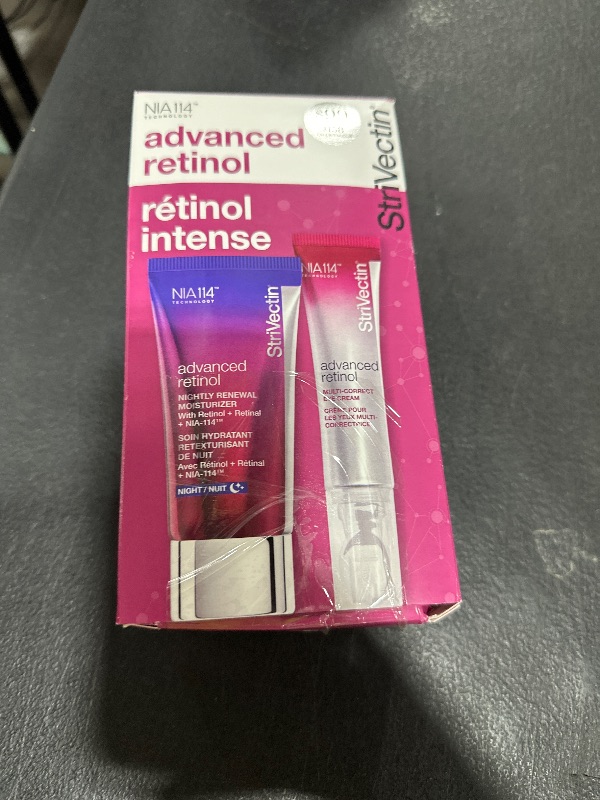 NIA114™
TECHNOLOGY
advanced
retinol
StriVectin®
rétinol
intense
NIA114™
TECHNOLOGY
StriVectin®
advanced
retinol
NIGHTLY RENEWAL
MOISTURIZER
With Retinol + Retinal
+ NIA-114™
SOIN HYDRATANT
RETEXTURISANT
DE NUIT
Avec Rétinol + Rétinal
+ NIA-114™
NIGHT / NUIT
NIA114™
TECHNOLOGY
StriVectin®
advanced
retinol
MULTI-CORRECT
EYE CREAM
CRÈME POUR
LES YEUX MULTI-
CORRECTRICE